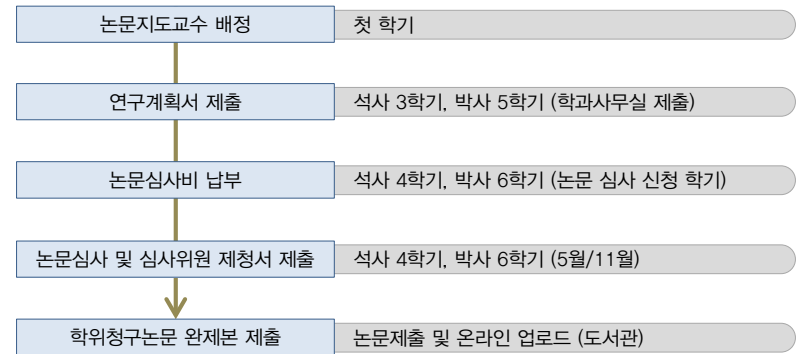 논문지도교수 배정 첫 학기
연구계획서 제출 석사 3학기, 박사 5학기 (학과사무실 제출)
논문심사비 납부 석사 4학기, 박사 6학기 (논문 심사 신청 학기)
논문심사 및 심사위원 제청서 제출 석사 4학기, 박사 6학기 (5월/11월)
학위청구논문 완제본 제출 논문제출 및 온라인 업로드 (도서관)